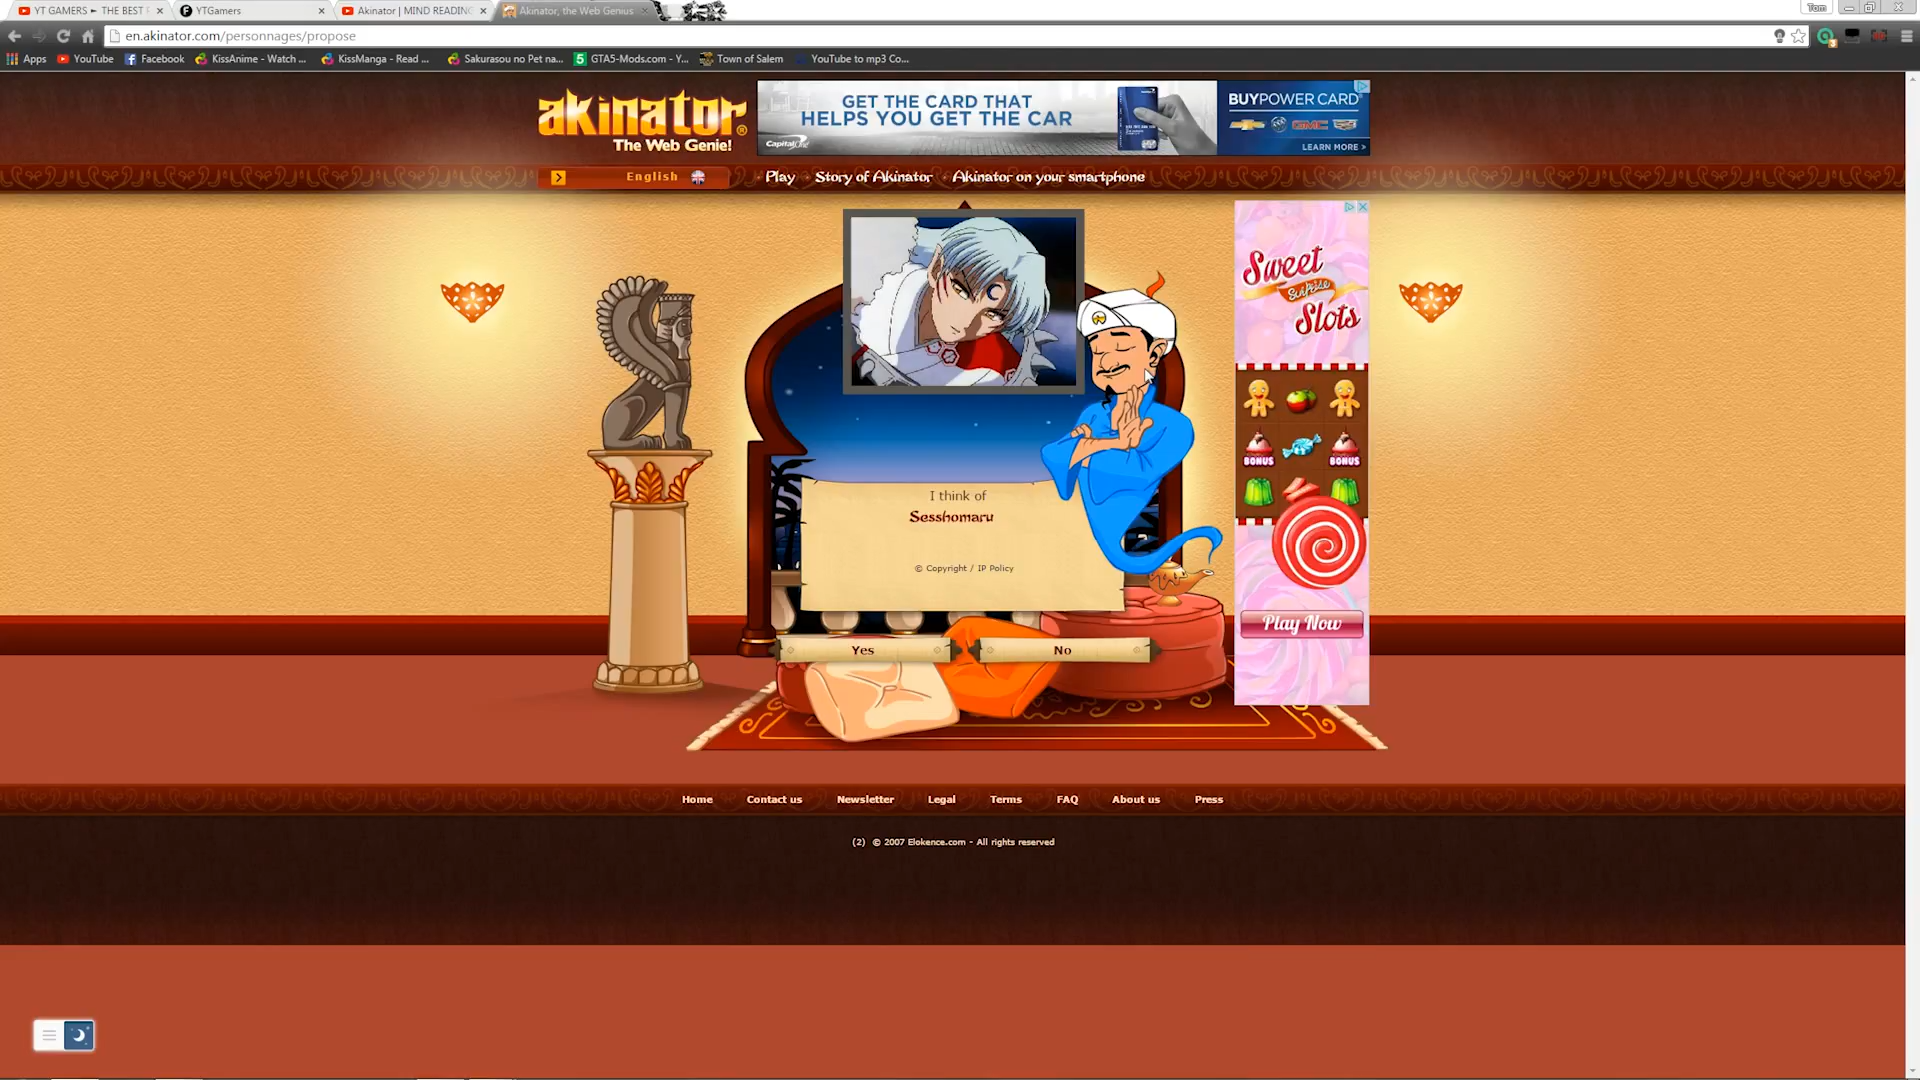 YT GAMERS ► THE BEST
YTGamers
Akinator | MIND READING
Akinator, the Web Genius
Tom
en.akinator.com/personnages/propose
Apps
YouTube
Facebook
KissAnime - Watch ...
KissManga - Read ...
Sakurasou no Pet na...
GTA5-Mods.com - Y...
Town of Salem
YouTube to mp3 Co...
akinator®
The Web Genie!
GET THE CARD THAT
HELPS YOU GET THE CAR
CapitalOne
BUYPOWER CARD
GMC
LEARN MORE >
English
Play
Story of Akinator
Akinator on your smartphone
Sweet
Surprise
Slots
BONUS
BONUS
Play Now
I think of
Sesshomaru
© Copyright / IP Policy
Yes
No
Home
Contact us
Newsletter
Legal
Terms
FAQ
About us
Press
(2) © 2007 Elokence.com - All rights reserved